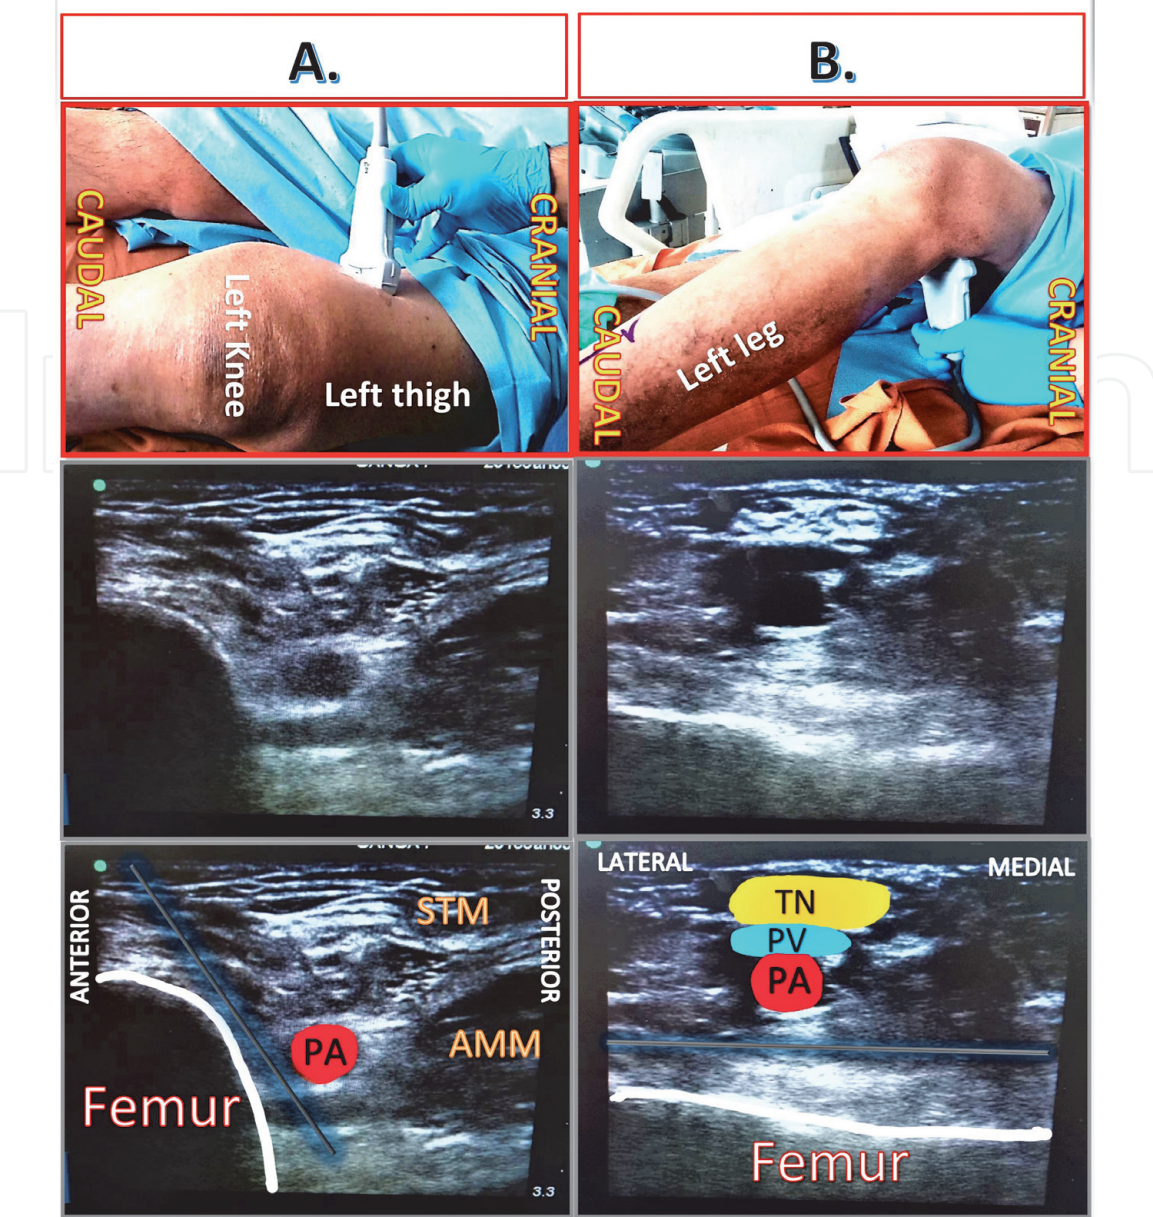 A.
B.
CAUDAL
Left Knee
Left thigh
CRANIAL
CAUDAL
Left leg
CRANIAL
3.3
ANTERIOR
STM
POSTERIOR
PA
AMM
Femur
3.3
LATERAL
MEDIAL
TN
PV
PA
Femur